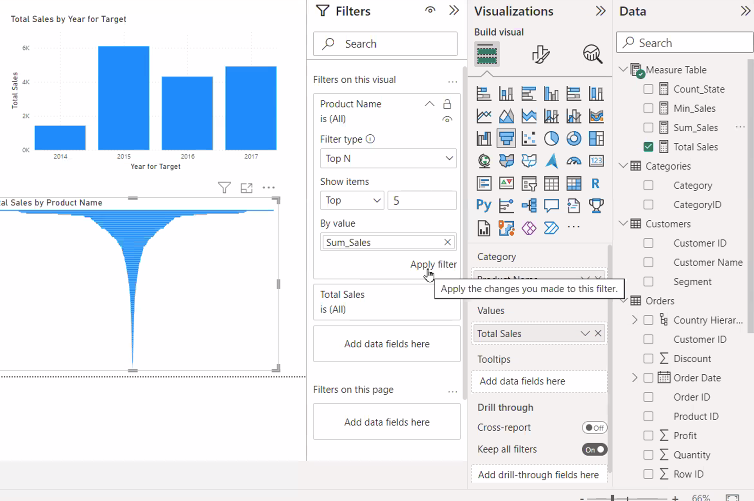 Total Sales by Year for Target
Total Sales
6K
4K
2K
0K
2014
2015
2016
2017
Year for Target
tal Sales by Product Name
Filters
Search
Filters on this visual
...
Product Name
is (All)
Filter type
Top N
Show items
Top
5
By value
Sum_Sales
Apply filter
Apply the changes you made to this filter.
Total Sales
is (All)
Add data fields here
Filters on this page
...
Add data fields here
Visualizations
Build visual
123
R
Py
...
Category
Product Name
Values
Total Sales
Tooltips
Add data fields here
Drill through
Cross-report
Off
Keep all filters
On
Add drill-through fields here
Data
Search
Measure Table
Count_State
Min_Sales
Sum_Sales
...
Total Sales
Categories
Category
CategoryID
Customers
Customer ID
Customer Name
Segment
Orders
Country Hierar...
Customer ID
Discount
Order Date
Order ID
Product ID
Profit
Quantity
Row ID
- + 66%